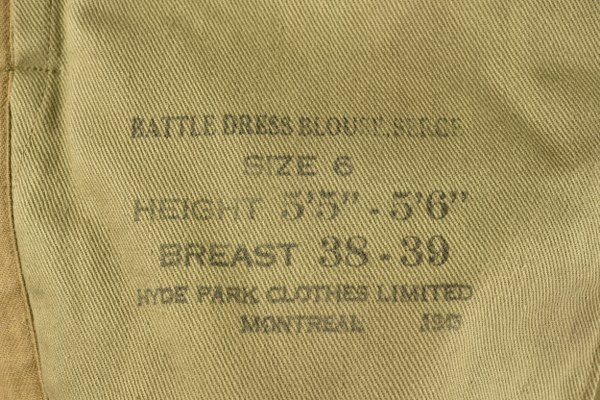 BATTLE DRESS BLOUSE, SERGE
SIZE 6
HEIGHT 5'5" - 5'6"
BREAST 38 - 39
HYDE PARK CLOTHES LIMITED
MONTREAL